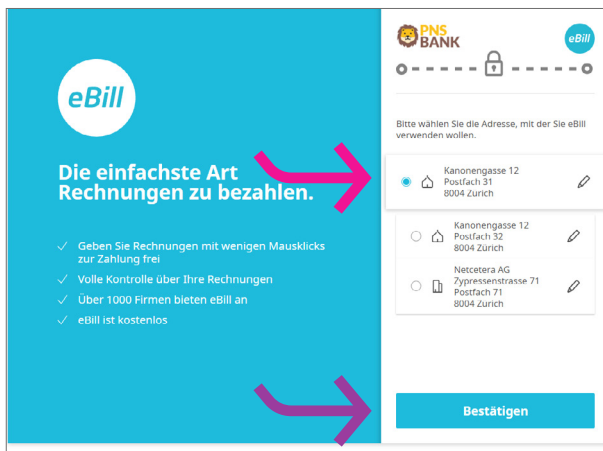 eBill
Die einfachste Art
Rechnungen zu bezahlen.
Geben Sie Rechnungen mit wenigen Mausklicks
zur Zahlung frei
Volle Kontrolle über Ihre Rechnungen
Über 1000 Firmen bieten eBill an
eBill ist kostenlos
PNS
BANK
eBill
Bitte wählen Sie die Adresse, mit der Sie eBill
verwenden wollen.
Kanonengasse 12
Postfach 31
8004 Zürich
Kanonengasse 12
Postfach 32
8004 Zürich
Netcetera AG
Zypressenstrasse 71
Postfach 71
8004 Zürich
Bestätigen